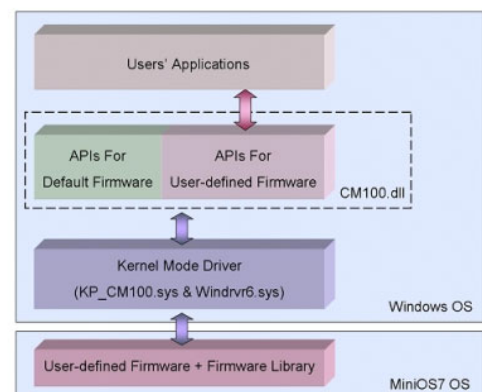 Users' Applications
APIs For
Default Firmware
APIs For
User-defined Firmware
CM100.dll
Kernel Mode Driver
(KP_CM100.sys & Windrvr6.sys)
Windows OS
User-defined Firmware + Firmware Library
MiniOS7 OS